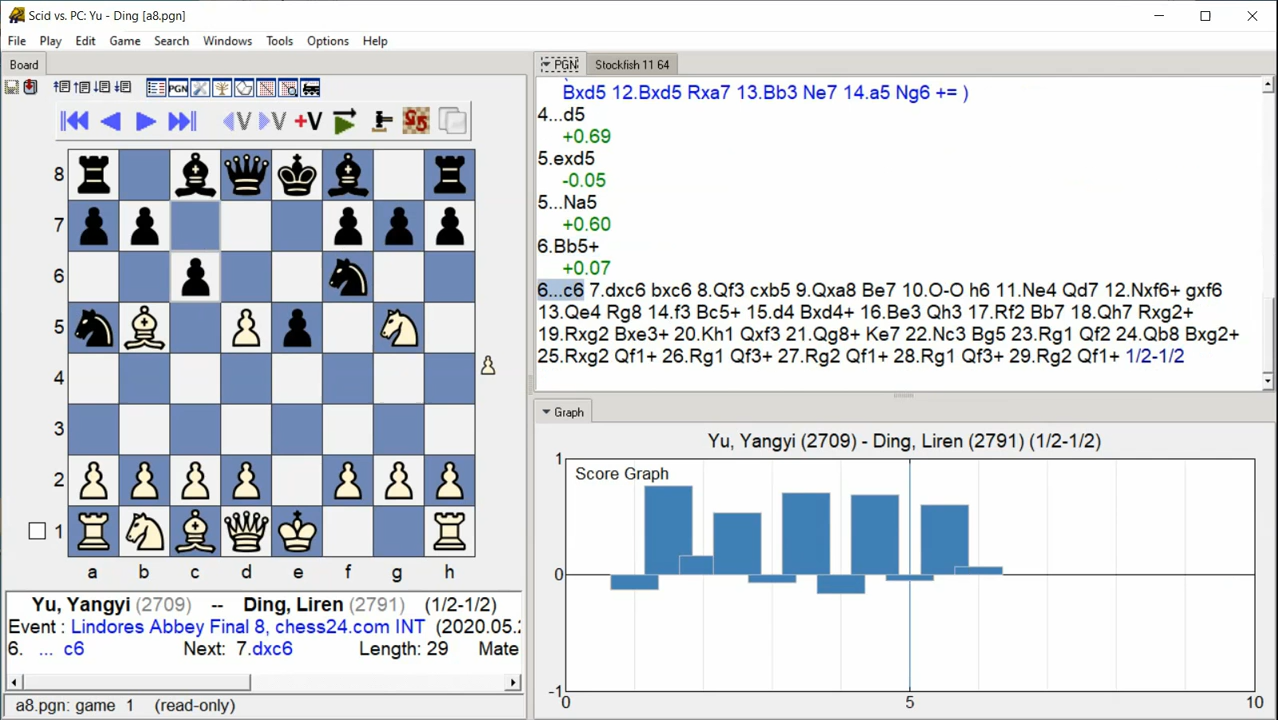 Scid vs. PC: Yu - Ding [a8.pgn]
File Play Edit Game Search Windows Tools Options Help
Board
PGN Stockfish 11 64
PGN
V V +V
Bxd5 12.Bxd5 Rxa7 13.Bb3 Ne7 14.a5 Ng6 += )
4...d5
+0.69
5.exd5
-0.05
5...Na5
+0.60
6.Bb5+
+0.07
6...c6 7.dxc6 bxc6 8.Qf3 cxb5 9.Qxa8 Be7 10.O-O h6 11.Ne4 Qd7 12.Nxf6+ gxf6
13.Qe4 Rg8 14.f3 Bc5+ 15.d4 Bxd4+ 16.Be3 Qh3 17.Rf2 Bb7 18.Qh7 Rxg2+
19.Rxg2 Bxe3+ 20.Kh1 Qxf3 21.Qg8+ Ke7 22.Nc3 Bg5 23.Rg1 Qf2 24.Qb8 Bxg2+
25.Rxg2 Qf1+ 26.Rg1 Qf3+ 27.Rg2 Qf1+ 28.Rg1 Qf3+ 29.Rg2 Qf1+ 1/2-1/2
8
7
6
5
4
3
2
1
a b c d e f g h
Yu, Yangyi (2709) -- Ding, Liren (2791) (1/2-1/2)
Event : Lindores Abbey Final 8, chess24.com INT (2020.05.2
6. ... c6 Next: 7.dxc6 Length: 29 Mate
a8.pgn: game 1 (read-only)
Graph
Yu, Yangyi (2709) - Ding, Liren (2791) (1/2-1/2)
Score Graph
1
0
-1
0 5 10